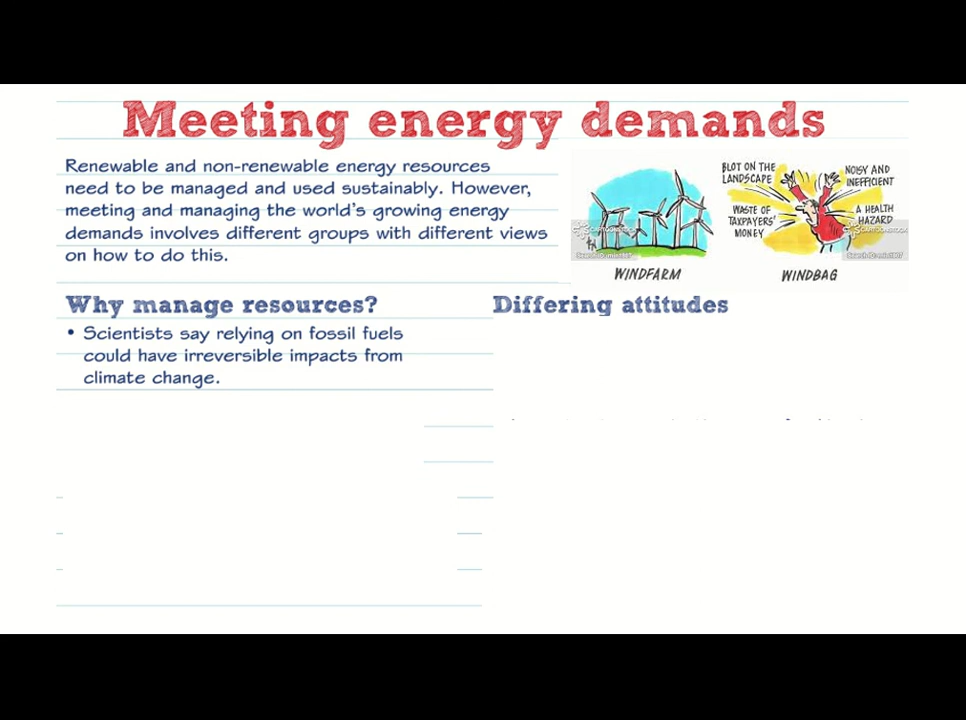 Meeting energy demands
Renewable and non-renewable energy resources
need to be managed and used sustainably. However,
meeting and managing the world's growing energy
demands involves different groups with different views
on how to do this.
BLOT ON THE
LANDSCAPE
NOISY AND
INEFFICIENT
WASTE OF
TAXPAYERS'
MONEY
A HEALTH
HAZARD
WINDFARM
WINDBAG
Why manage resources?
• Scientists say relying on fossil fuels
could have irreversible impacts from
climate change.
Differing attitudes